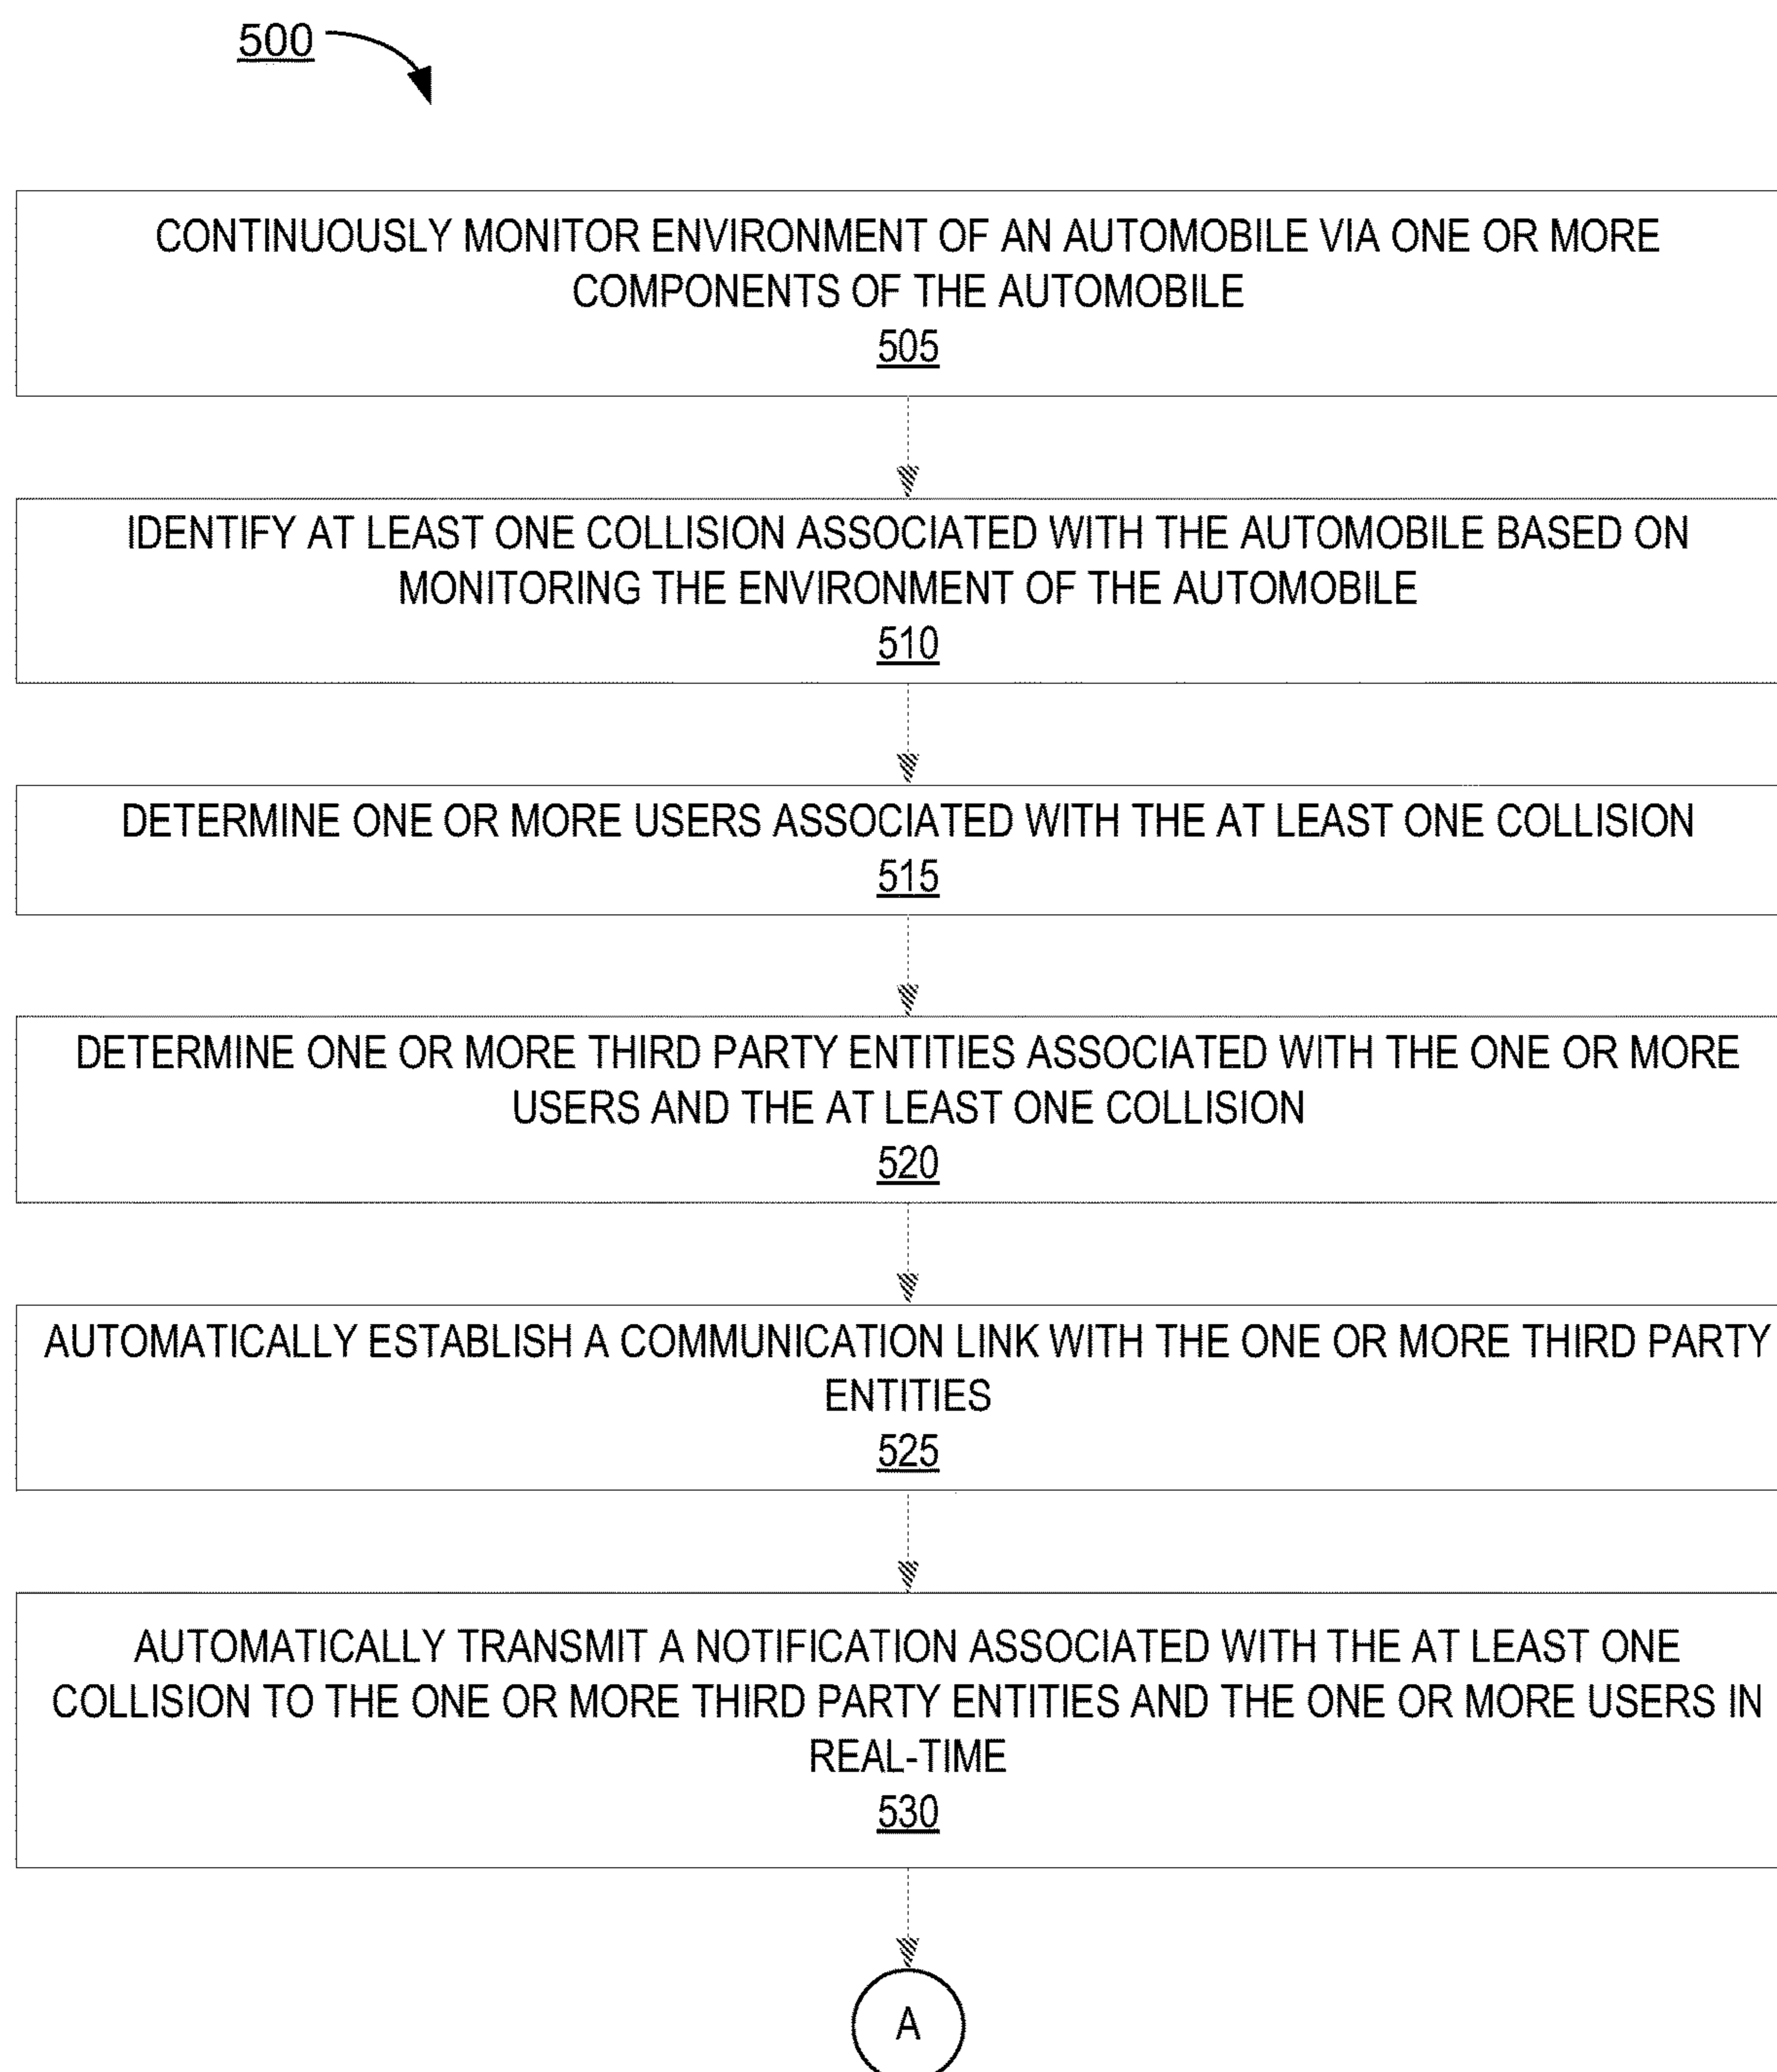 500
CONTINUOUSLY MONITOR ENVIRONMENT OF AN AUTOMOBILE VIA ONE OR MORE
COMPONENTS OF THE AUTOMOBILE
505
IDENTIFY AT LEAST ONE COLLISION ASSOCIATED WITH THE AUTOMOBILE BASED ON
MONITORING THE ENVIRONMENT OF THE AUTOMOBILE
510
DETERMINE ONE OR MORE USERS ASSOCIATED WITH THE AT LEAST ONE COLLISION
515
DETERMINE ONE OR MORE THIRD PARTY ENTITIES ASSOCIATED WITH THE ONE OR MORE
USERS AND THE AT LEAST ONE COLLISION
520
AUTOMATICALLY ESTABLISH A COMMUNICATION LINK WITH THE ONE OR MORE THIRD PARTY
ENTITIES
525
AUTOMATICALLY TRANSMIT A NOTIFICATION ASSOCIATED WITH THE AT LEAST ONE
COLLISION TO THE ONE OR MORE THIRD PARTY ENTITIES AND THE ONE OR MORE USERS IN
REAL-TIME
530
A